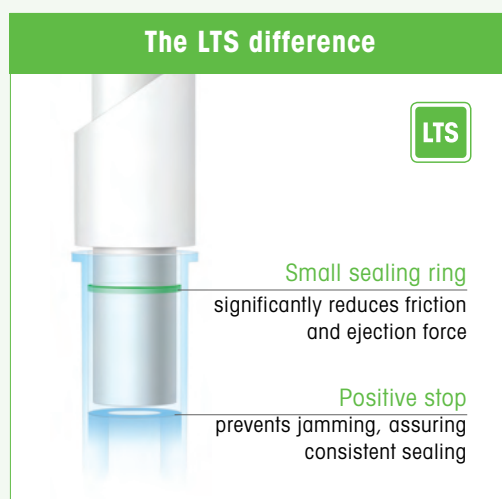 The LTS difference
LTS
Small sealing ring
significantly reduces friction
and ejection force
Positive stop
prevents jamming, assuring
consistent sealing